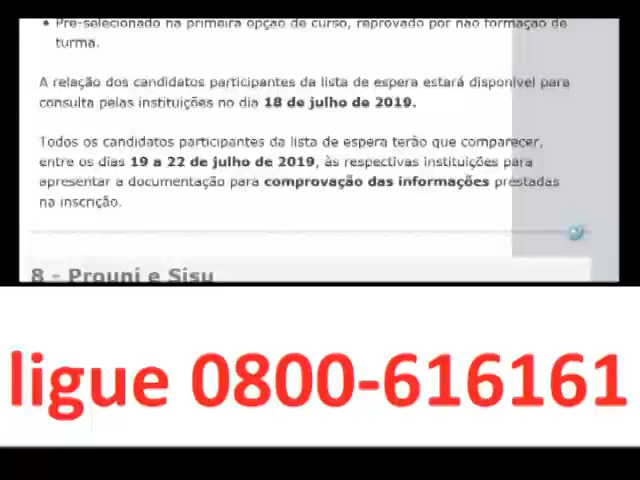 • Pré-selecionado na primeira opção de curso, reprovado por não formação de
turma.
A relação dos candidatos participantes da lista de espera estará disponível para
consulta pelas instituições no dia 18 de julho de 2019.
Todos os candidatos participantes da lista de espera terão que comparecer,
entre os dias 19 a 22 de julho de 2019, às respectivas instituições para
apresentar a documentação para comprovação das informações prestadas
na inscrição.
8 - Prouni e Sisu
ligue 0800-616161